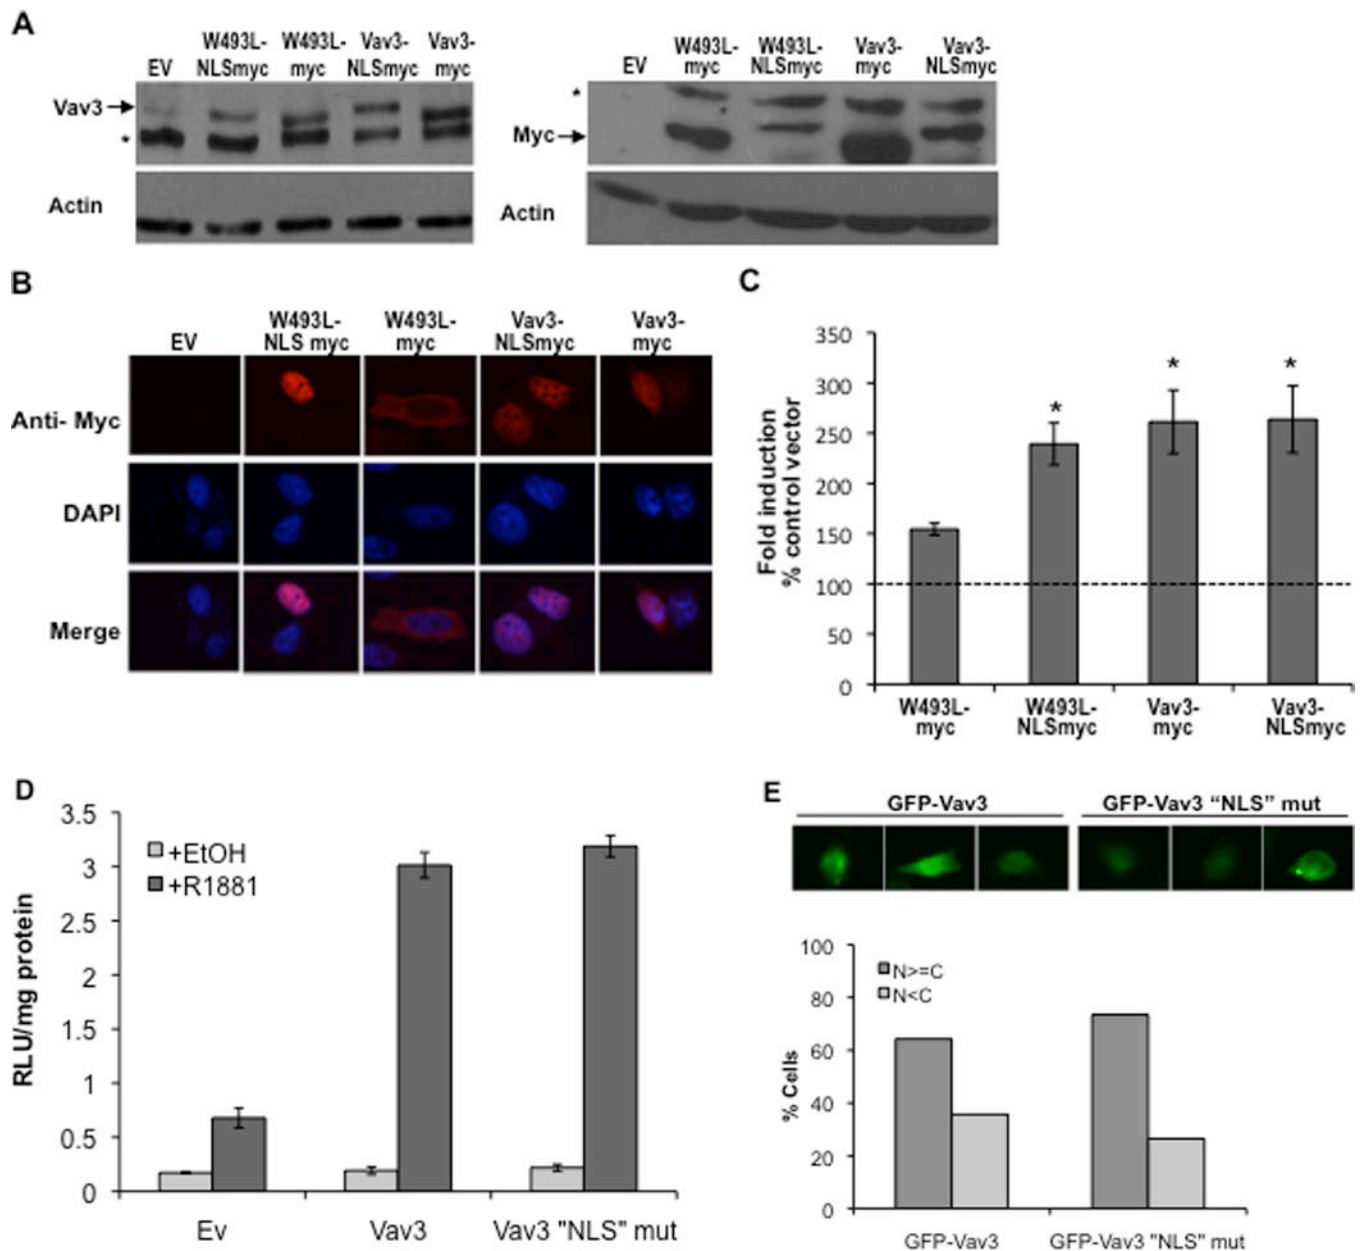 A
EV
W493L-
NLSmyc
W493L-
myc
Vav3-
NLSmyc
Vav3-
myc
Vav3
*
Actin
EV
W493L-
myc
W493L-
NLSmyc
Vav3-
myc
Vav3-
NLSmyc
*
Myc
Actin
B
EV
W493L-
NLS myc
W493L-
myc
Vav3-
NLSmyc
Vav3-
myc
Anti- Myc
DAPI
Merge
C
Fold induction
% control vector
350
300
250
200
150
100
50
0
*
*
*
W493L-
myc
W493L-
NLSmyc
Vav3-
myc
Vav3-
NLSmyc
D
RLU/mg protein
3.5
3
2.5
2
1.5
1
0.5
0
+EtOH
+R1881
Ev
Vav3
Vav3 "NLS" mut
E
GFP-Vav3
GFP-Vav3 “NLS” mut
% Cells
100
80
60
40
20
0
N>=C
N<C
GFP-Vav3
GFP-Vav3 "NLS" mut